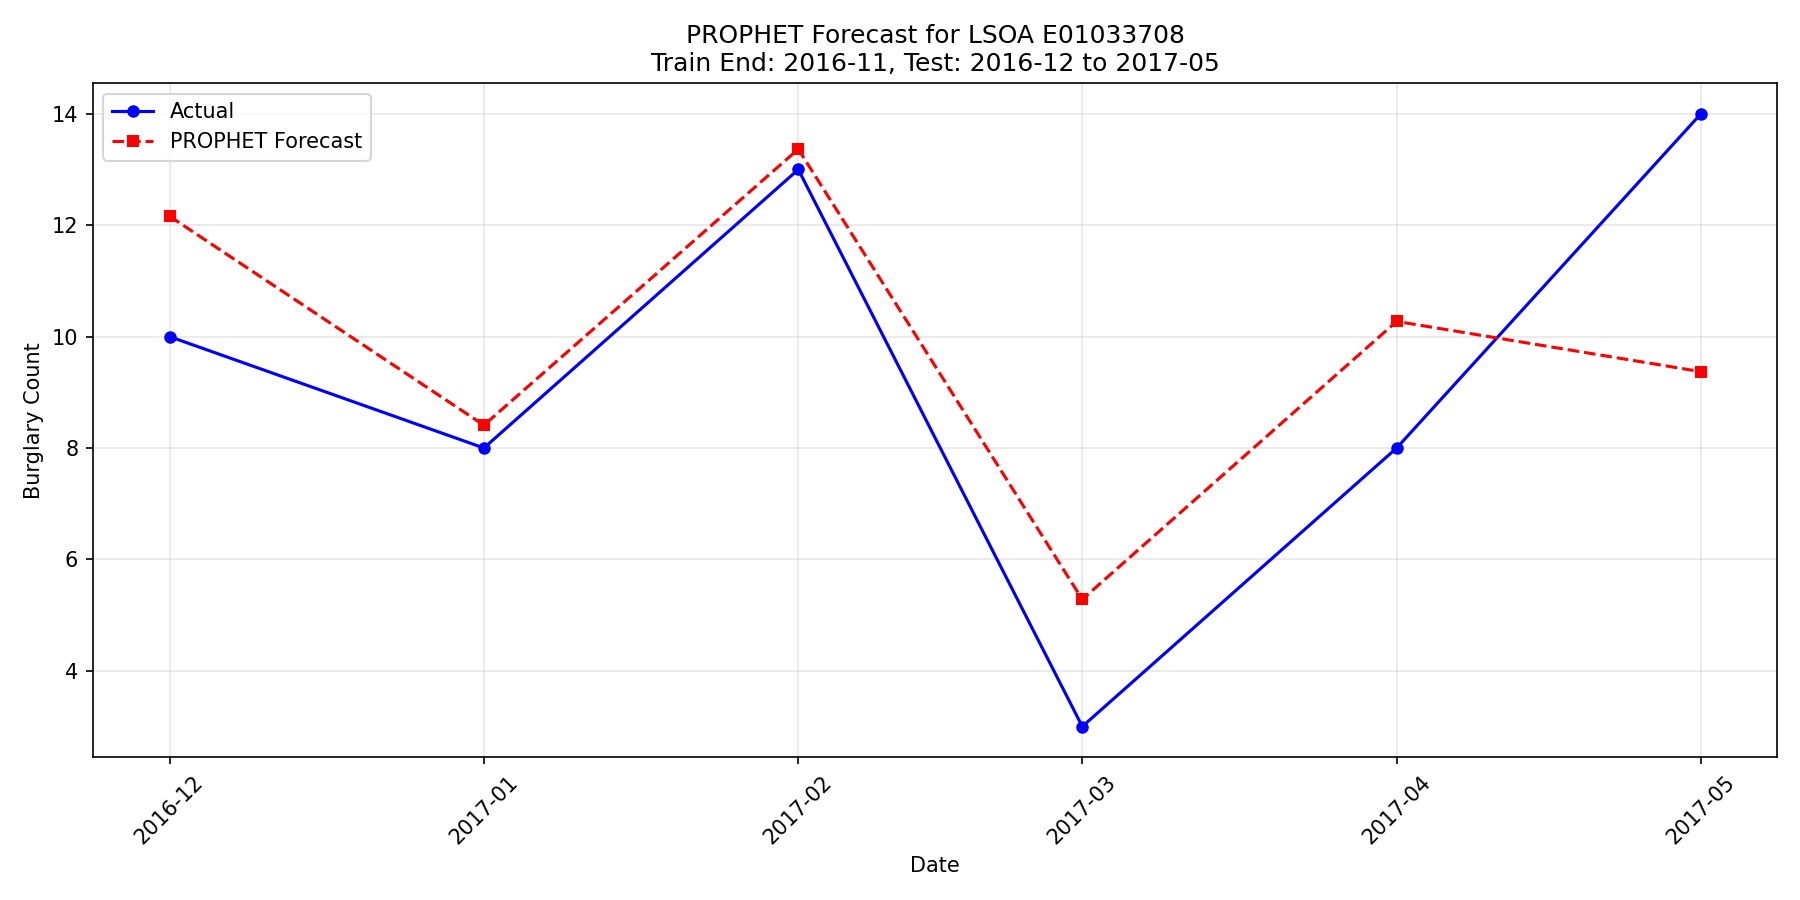 PROPHET Forecast for LSOA E01033708
Train End: 2016-11, Test: 2016-12 to 2017-05
Actual
PROPHET Forecast
Burglary Count
14
12
10
8
6
4
2016-12
2017-01
2017-02
2017-03
2017-04
2017-05
Date